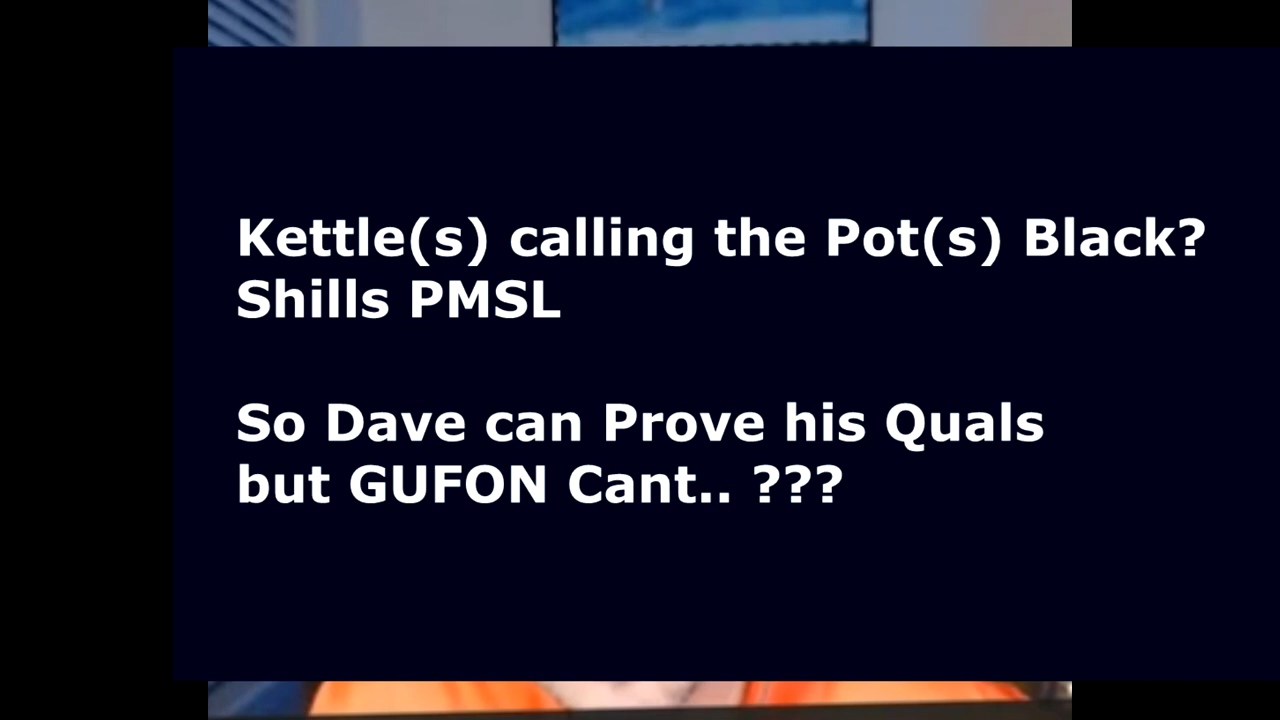 Kettle(s) calling the Pot(s) Black?
Shills PMSL
So Dave can Prove his Quals
but GUFON Cant.. ???